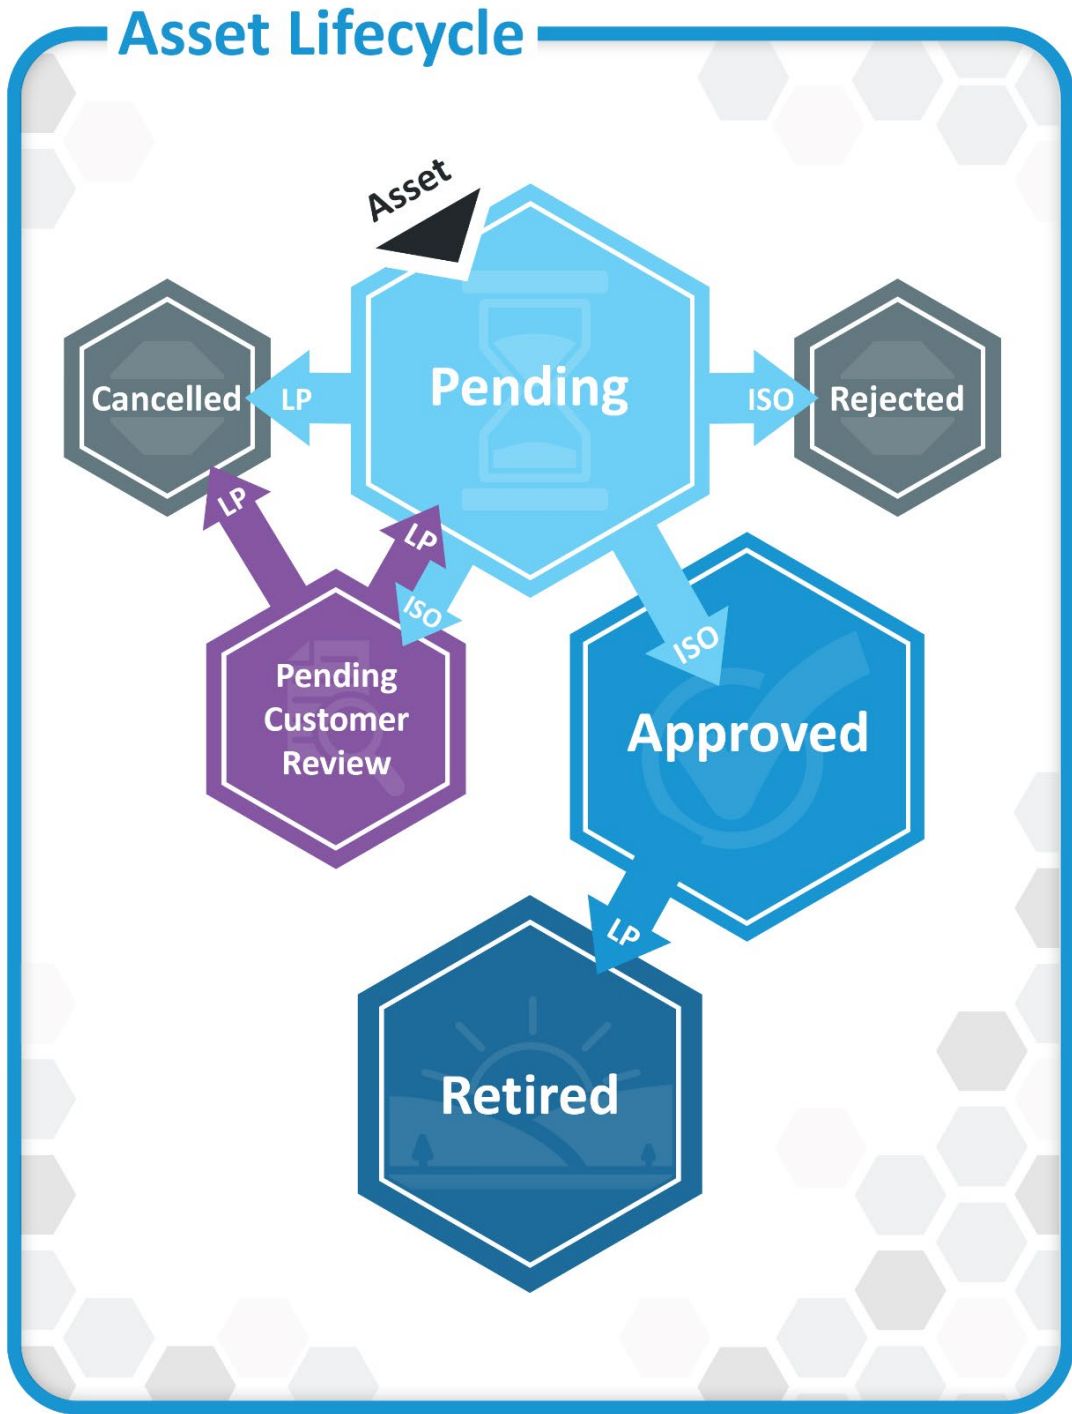 Asset Lifecycle
Asset
Cancelled
LP
Pending
ISO
Rejected
LP
LP
ISO
ISO
Pending
Customer
Review
Approved
LP
Retired